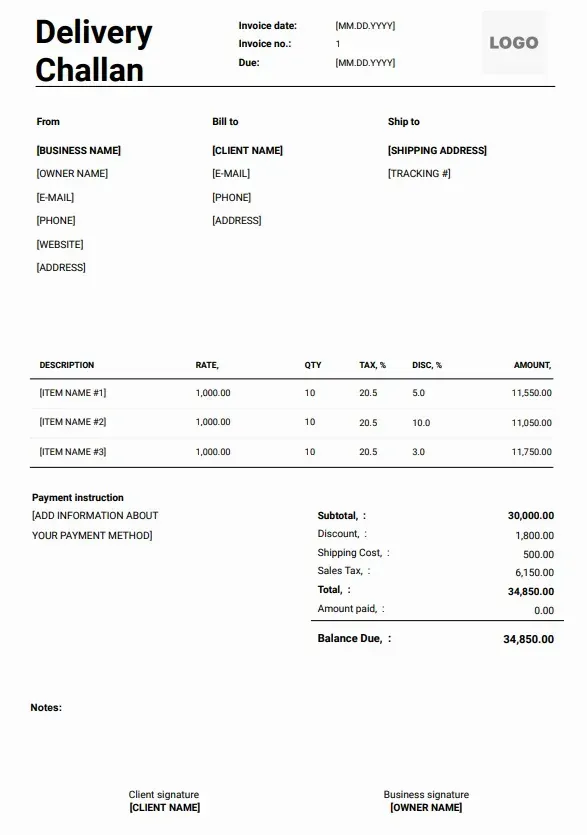 Delivery
Challan
Invoice date: [MM.DD.YYYY]
Invoice no.: 1
Due: [MM.DD.YYYY]
LOGO
From
[BUSINESS NAME]
[OWNER NAME]
[E-MAIL]
[PHONE]
[WEBSITE]
[ADDRESS]
Bill to
[CLIENT NAME]
[E-MAIL]
[PHONE]
[ADDRESS]
Ship to
[SHIPPING ADDRESS]
[TRACKING #]
DESCRIPTION RATE, QTY TAX, % DISC, % AMOUNT,
[ITEM NAME #1] 1,000.00 10 20.5 5.0 11,550.00
[ITEM NAME #2] 1,000.00 10 20.5 10.0 11,050.00
[ITEM NAME #3] 1,000.00 10 20.5 3.0 11,750.00
Payment instruction
[ADD INFORMATION ABOUT
YOUR PAYMENT METHOD]
Subtotal, : 30,000.00
Discount, : 1,800.00
Shipping Cost, : 500.00
Sales Tax, : 6,150.00
Total, : 34,850.00
Amount paid, : 0.00
Balance Due, : 34,850.00
Notes:
Client signature
[CLIENT NAME]
Business signature
[OWNER NAME]